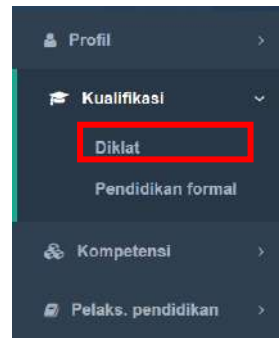 Profil
Kualifikasi
Diklat
Pendidikan formal
Kompetensi
Pelaks. pendidikan